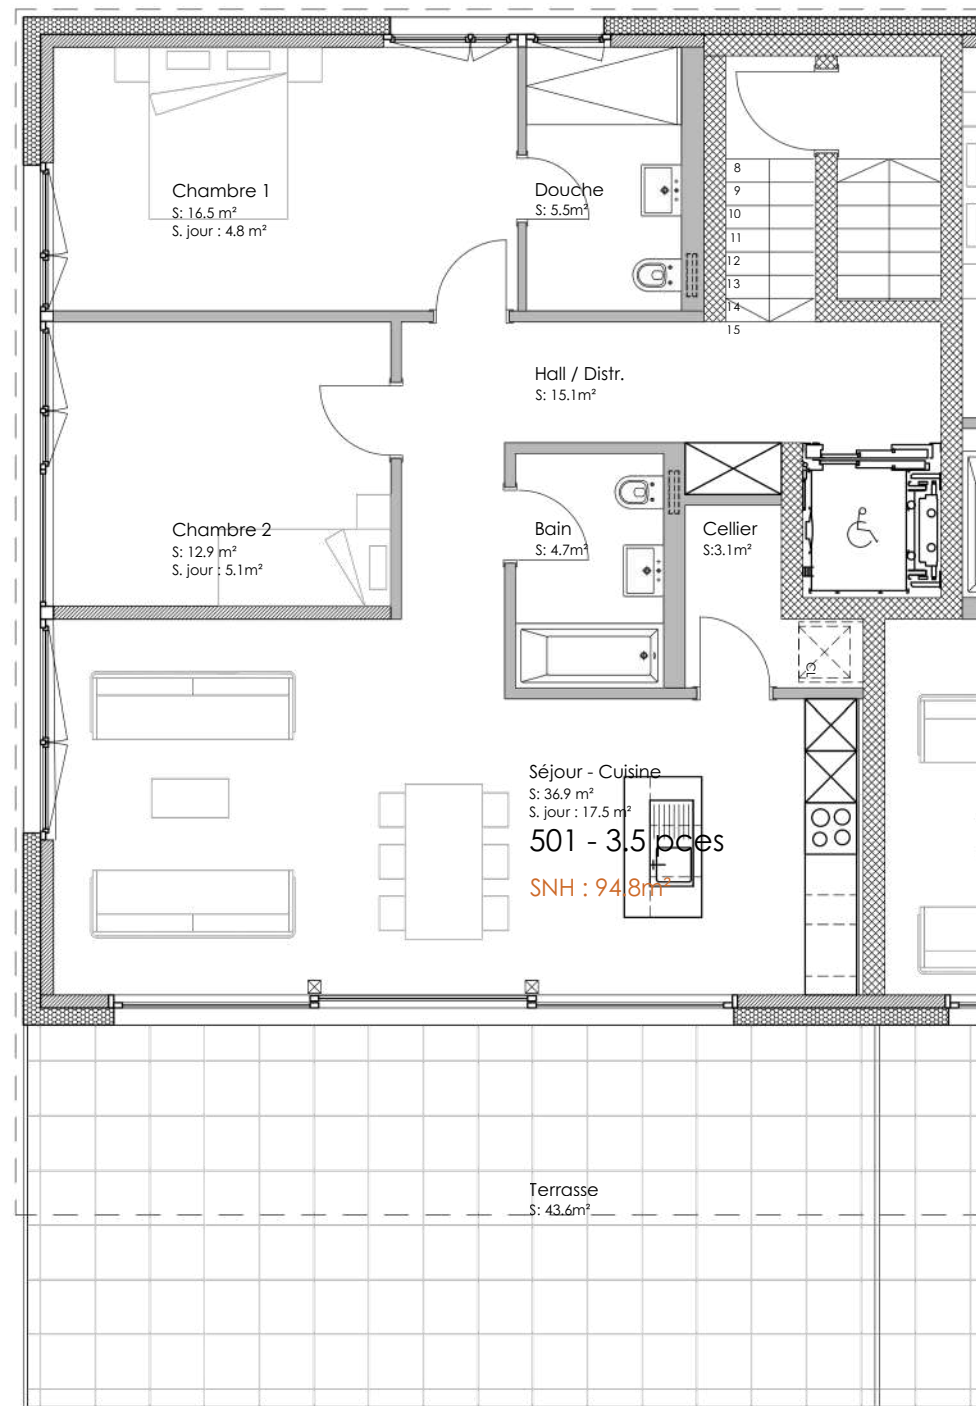 Chambre 1
S: 16.5 m²
S. jour : 4.8 m²
Douche
S: 5.5m²
8
9
10
11
12
13
14
15
Hall / Distr.
S: 15.1m²
Chambre 2
S: 12.9 m²
S. jour : 5.1m²
Bain
S: 4.7m²
Cellier
S:3.1m²
CL
Séjour - Cuisine
S: 36.9 m²
S. jour : 17.5 m²
501 - 3.5 pces
SNH : 94.8m²
Terrasse
S: 43.6m²